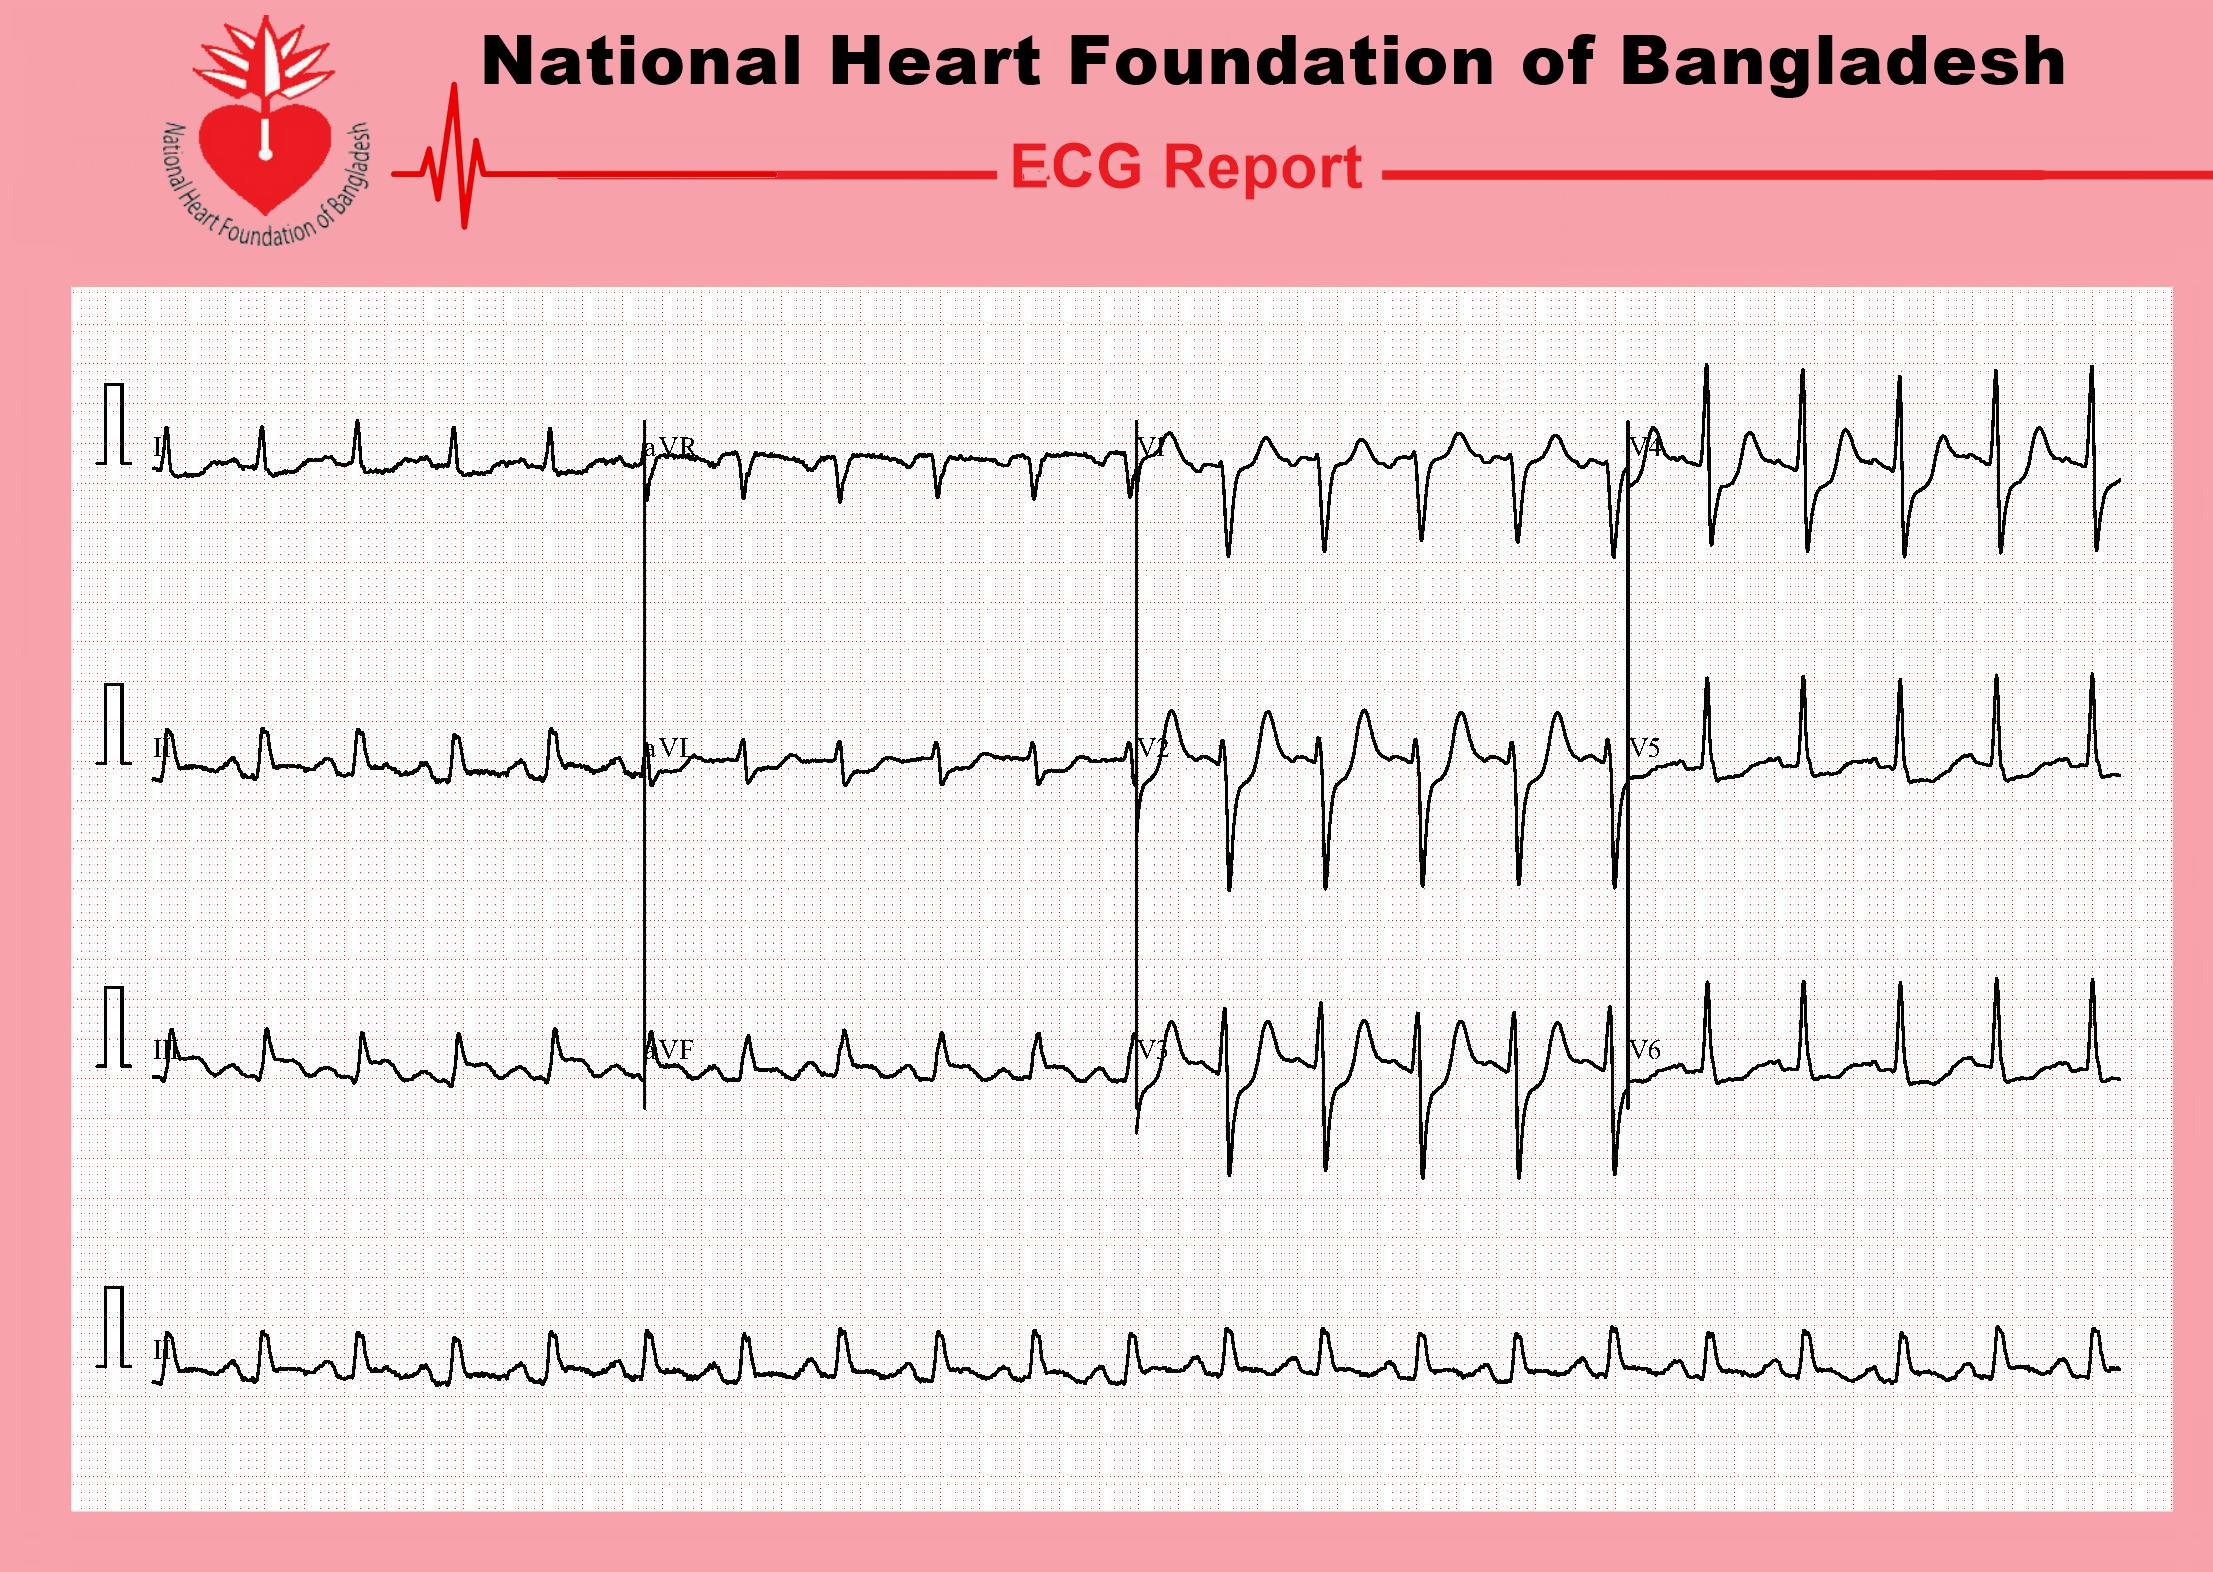 National Heart Foundation of Bangladesh
National Heart Foundation of Bangladesh
ECG Report
I aVR V1 V4
II aVL V2 V5
III aVF V3 V6
II